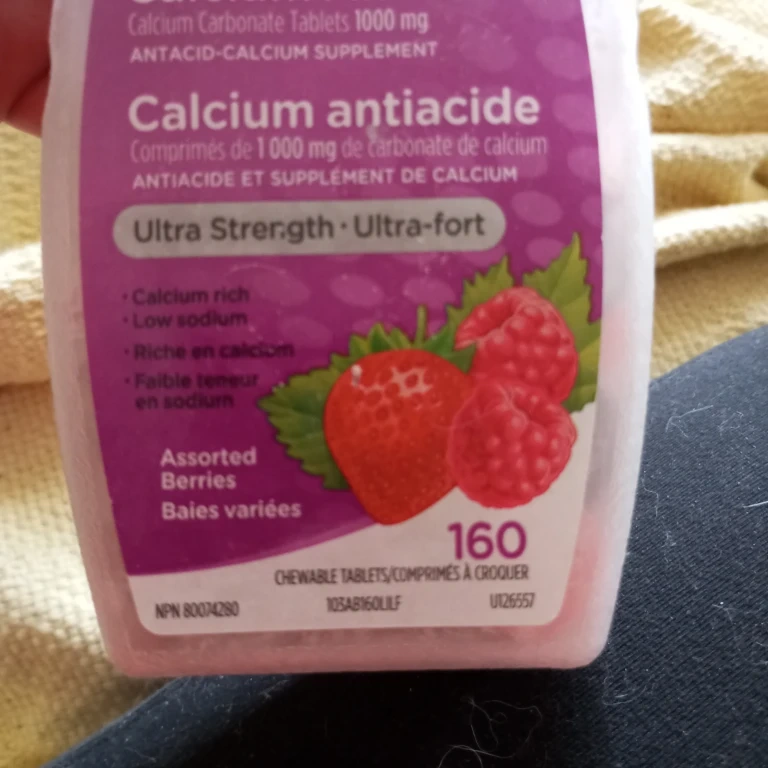 Calcium Carbonate Tablets 1000 mg
ANTACID-CALCIUM SUPPLEMENT
Calcium antiacide
Comprimés de 1 000 mg de carbonate de calcium
ANTIACIDE ET SUPPLÉMENT DE CALCIUM
Ultra Strength · Ultra-fort
· Calcium rich
· Low sodium
· Riche en calcium
· Faible teneur
en sodium
Assorted
Berries
Baies variées
160
CHEWABLE TABLETS/COMPRIMÉS À CROQUER
NPN 80074280 103AB160LILF U126557